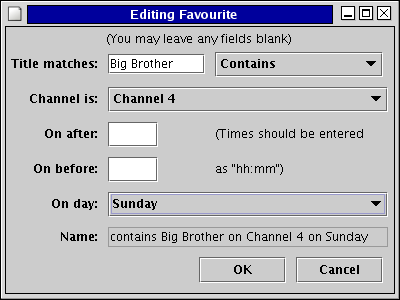 Editing Favourite
(You may leave any fields blank)
Title matches: Big Brother Contains
Channel is: Channel 4
On after: (Times should be entered
On before: as "hh:mm")
On day: Sunday
Name: contains Big Brother on Channel 4 on Sunday
OK Cancel